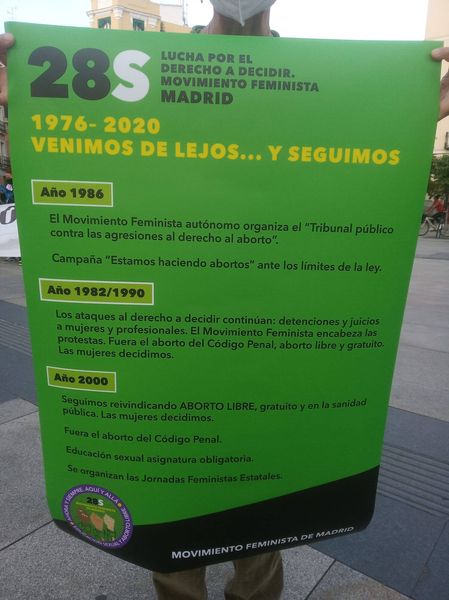 28S
LUCHA POR EL
DERECHO A DECIDIR.
MOVIMIENTO FEMINISTA
MADRID
1976- 2020
VENIMOS DE LEJOS... Y SEGUIMOS
Año 1986
El Movimiento Feminista autónomo organiza el "Tribunal público
contra las agresiones al derecho al aborto".
Campaña "Estamos haciendo abortos" ante los límites de la ley.
Año 1982/1990
Los ataques al derecho a decidir continúan: detenciones y juicios
a mujeres y profesionales. El Movimiento Feminista encabeza las
protestas. Fuera el aborto del Código Penal, aborto libre y gratuito.
Las mujeres decidimos.
Año 2000
Seguimos reivindicando ABORTO LIBRE, gratuito y en la sanidad
pública. Las mujeres decidimos.
Fuera el aborto del Código Penal.
Educación sexual asignatura obligatoria.
Se organizan las Jornadas Feministas Estatales.
SIEMPRE, AQUÍ Y ALLÁ
28S
MOVIMIENTO FEMINISTA DE MADRID